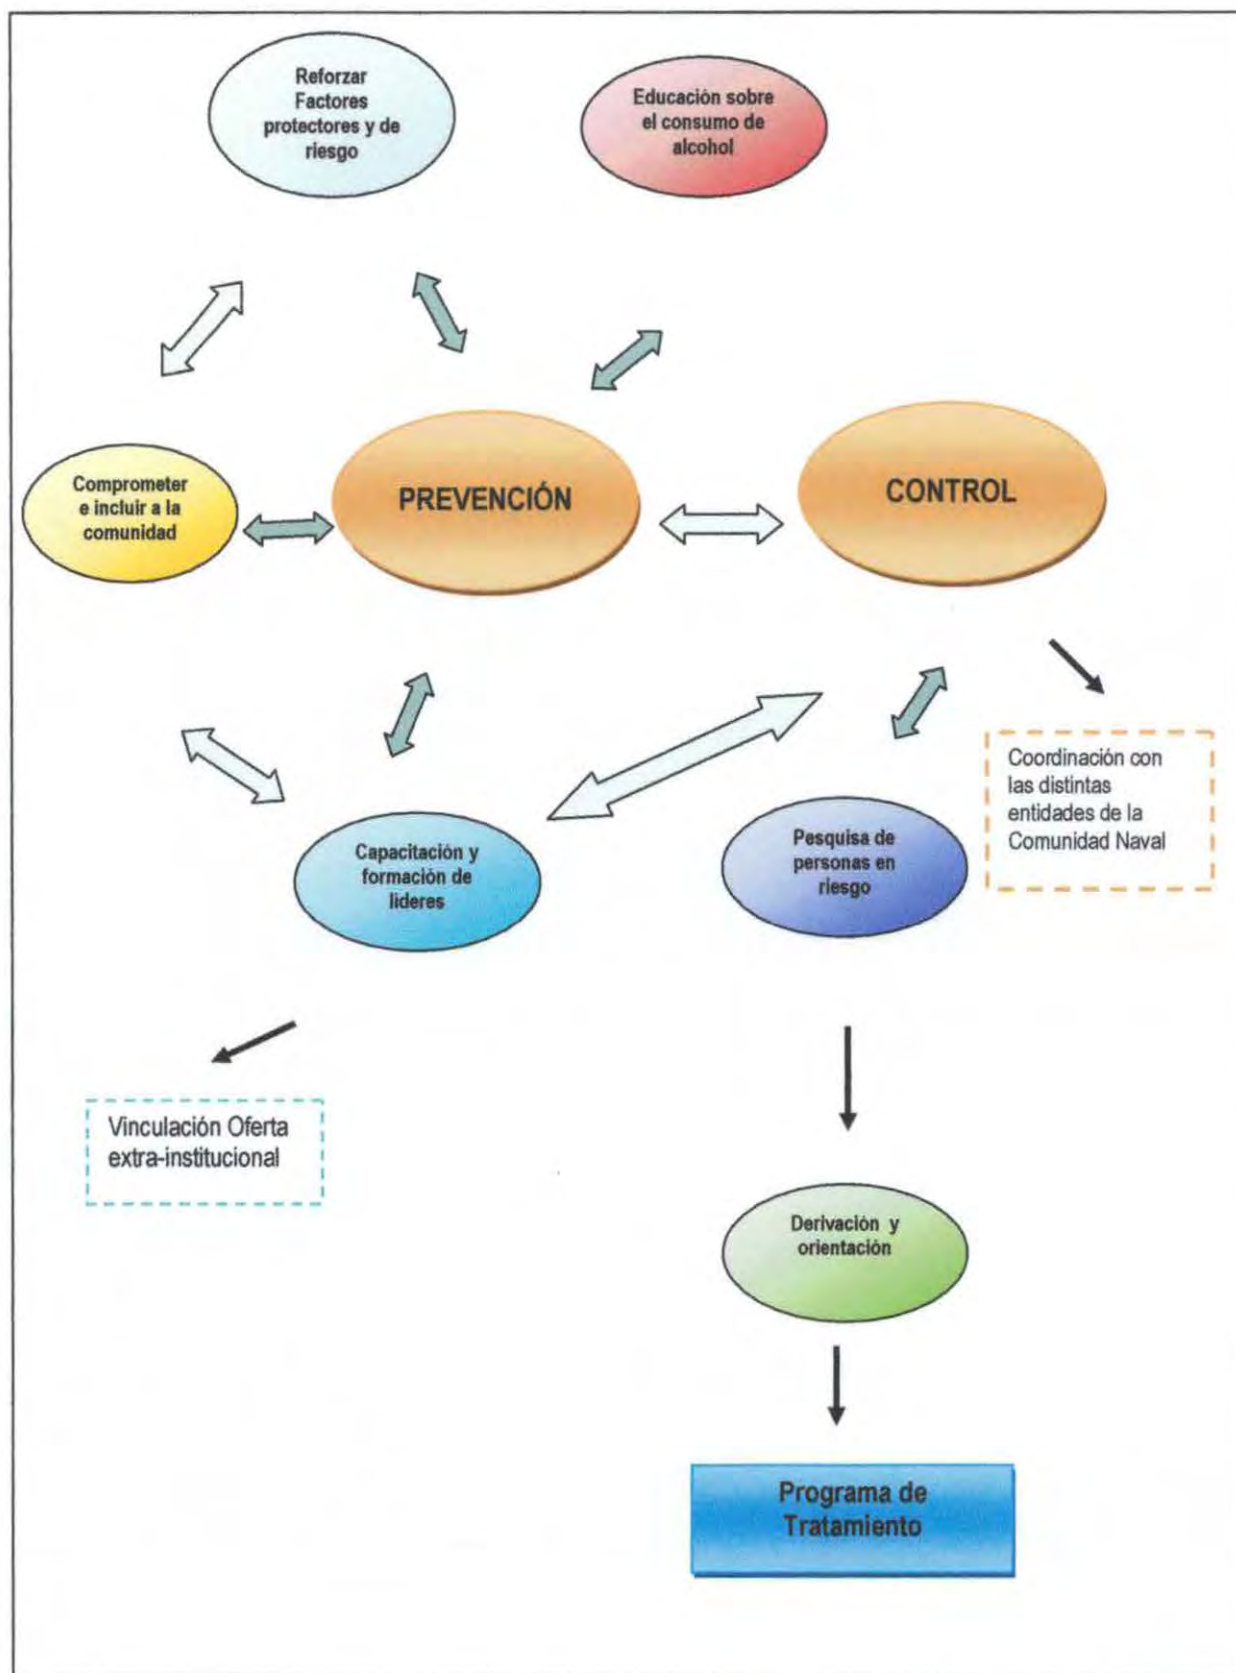 Reforzar
Factores
protectores y de
riesgo
Educación sobre
el consumo de
alcohol
Comprometer
e incluir a la
comunidad
PREVENCIÓN
CONTROL
Coordinación con
las distintas
entidades de la
Comunidad Naval
Capacitación y
formación de
líderes
Pesquisa de
personas en
riesgo
Vinculación Oferta
extra-institucional
Derivación y
orientación
Programa de
Tratamiento